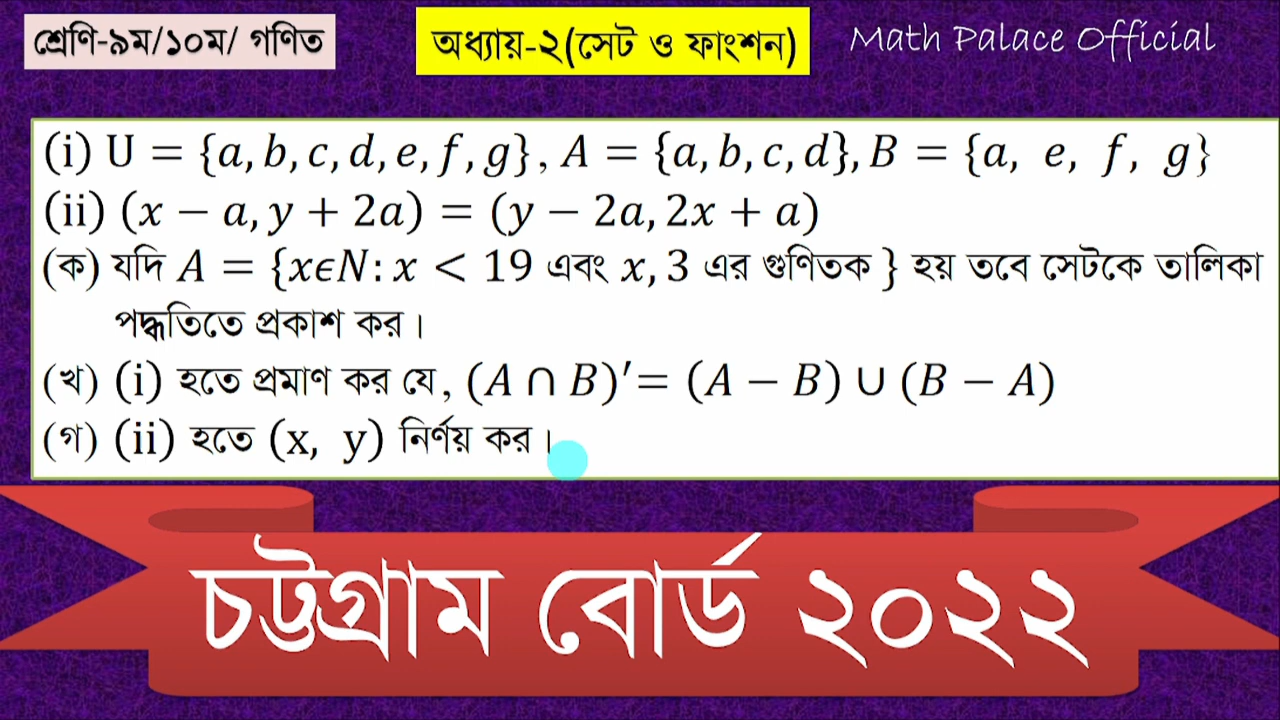 শ্রেণি-৯ম/১০ম/ গণিত
অধ্যায়-২(সেট ও ফাংশন)
Math Palace Official
(i) U = {a, b, c, d, e, f, g}, A = {a, b, c, d}, B = {a, e, f, g}
(ii) (x − a, y + 2a) = (y − 2a, 2x + a)
(ক) যদি A = {xϵN: x < 19 এবং x, 3 এর গুণিতক } হয় তবে সেটকে তালিকা
পদ্ধতিতে প্রকাশ কর।
(খ) (i) হতে প্রমাণ কর যে, (A ∩ B)′= (A − B) ∪ (B − A)
(গ) (ii) হতে (x, y) নির্ণয় কর।
চট্টগ্রাম বোর্ড ২০২২